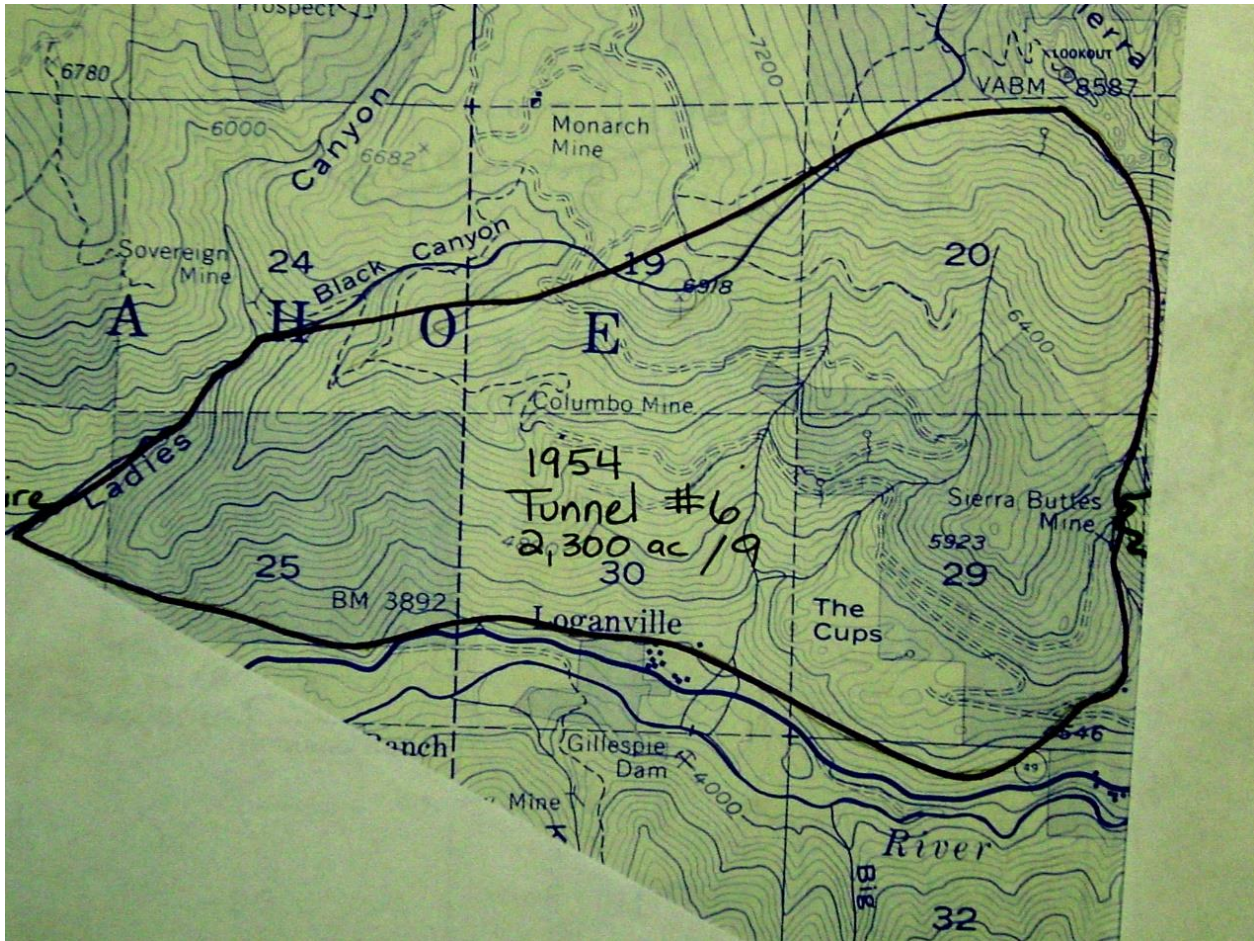 Prospect
6780
7200
Sierra
LOOKOUT
VABM 8587
6000
Canyon
6682
Monarch
Mine
Sovereign
Mine
24
Black Canyon
19
20
6918
A H O E
6400
Columbo Mine
Ladies
1954
Tunnel #6
2,300 ac / 9
Sierra Buttes
Mine
5923
25
30
29
BM 3892
Loganville
The
Cups
Gillespie
Dam
Mine
4000
49
River
Big
32